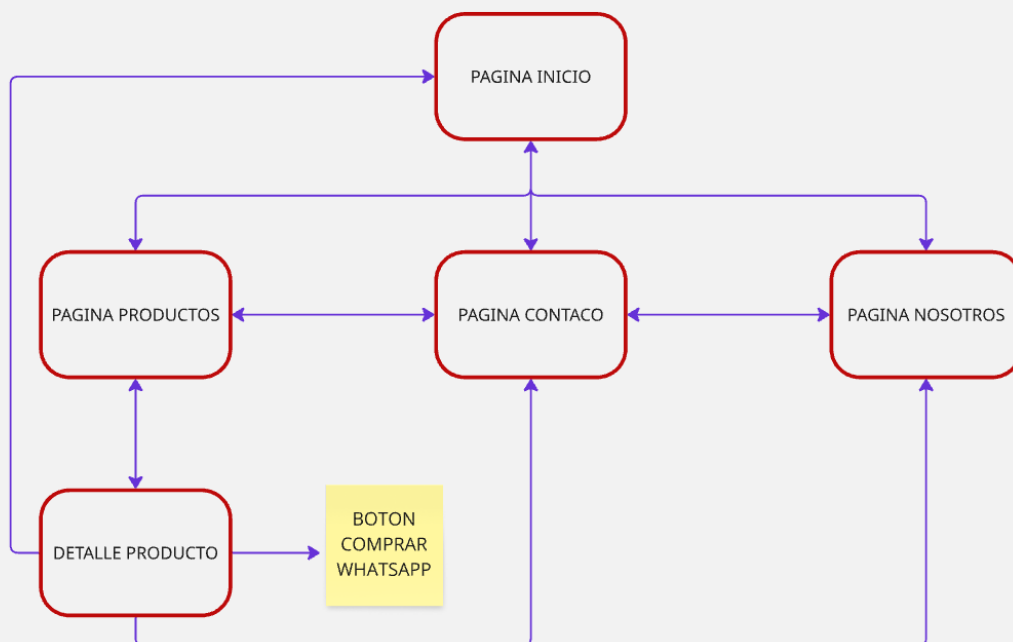 PAGINA INICIO
PAGINA PRODUCTOS
PAGINA CONTACO
PAGINA NOSOTROS
DETALLE PRODUCTO
BOTON
COMPRAR
WHATSAPP